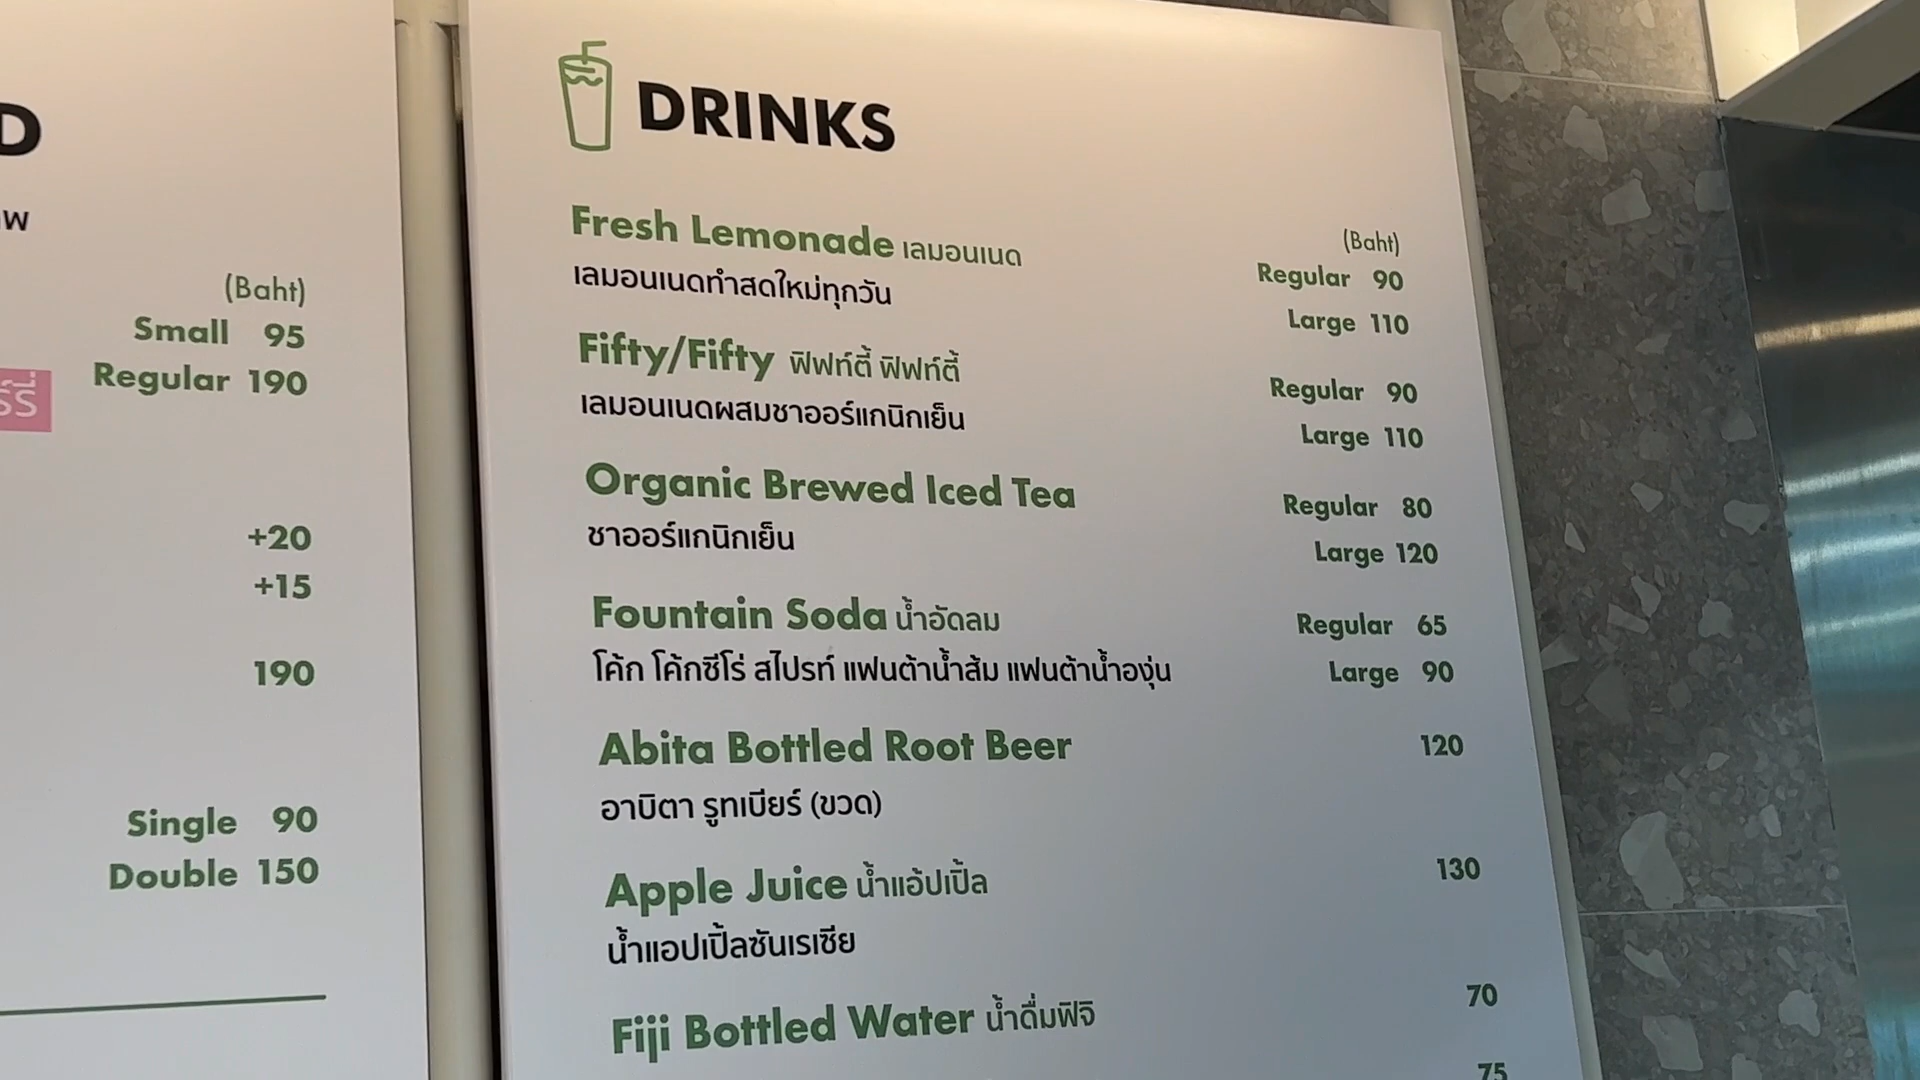 D
(Baht)
Small 95
Regular 190
+20
+15
190
Single 90
Double 150
DRINKS
(Baht)
Fresh Lemonade เลมอนเนด
Regular 90
เลมอนเนดทำสดใหม่ทุกวัน
Large 110
Fifty/Fifty ฟิฟท์ตี้ ฟิฟท์ตี้
Regular 90
เลมอนเนดผสมชาออร์แกนิกเย็น
Large 110
Organic Brewed Iced Tea
Regular 80
ชาออร์แกนิกเย็น
Large 120
Fountain Soda น้ำอัดลม
Regular 65
โค้ก โค้กซีโร่ สไปรท์ แฟนต้าน้ำส้ม แฟนต้าน้ำองุ่น
Large 90
Abita Bottled Root Beer 120
อาบิตา รูทเบียร์ (ขวด)
Apple Juice น้ำแอ้ปเปิ้ล 130
น้ำแอปเปิ้ลซันเรเซีย
Fiji Bottled Water น้ำดื่มฟิจิ 70
75